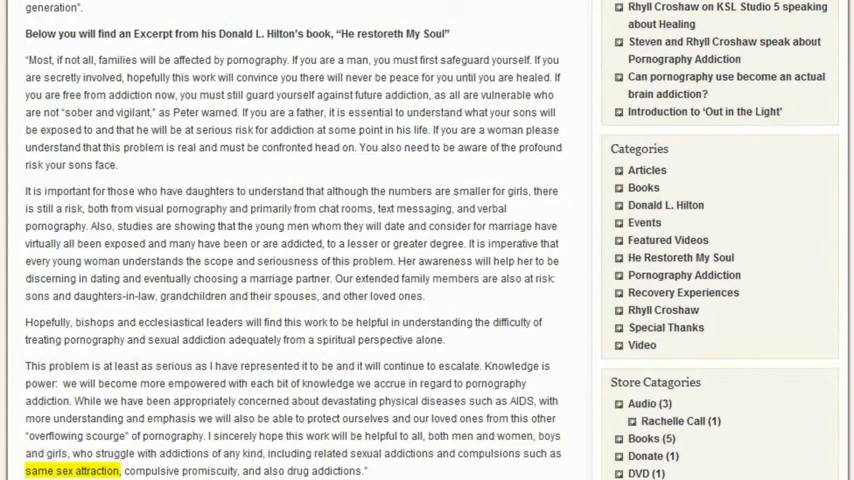 generation”.
Below you will find an Excerpt from his Donald L. Hilton’s book, “He restoreth My Soul”
“Most, if not all, families will be affected by pornography. If you are a man, you must first safeguard yourself. If you
are secretly involved, hopefully this work will convince you there will never be peace for you until you are healed. If
you are free from addiction now, you must still guard yourself against future addiction, as all are vulnerable who
are not “sober and vigilant,” as Peter warned. If you are a father, it is essential to understand what your sons will
be exposed to and that he will be at serious risk for addiction at some point in his life. If you are a woman please
understand that this problem is real and must be confronted head on. You also need to be aware of the profound
risk your sons face.
It is important for those who have daughters to understand that although the numbers are smaller for girls, there
is still a risk, both from visual pornography and primarily from chat rooms, text messaging, and verbal
pornography. Also, studies are showing that the young men whom they will date and consider for marriage have
virtually all been exposed and many have been or are addicted, to a lesser or greater degree. It is imperative that
every young woman understands the scope and seriousness of this problem. Her awareness will help her to be
discerning in dating and eventually choosing a marriage partner. Our extended family members are also at risk:
sons and daughters-in-law, grandchildren and their spouses, and other loved ones.
Hopefully, bishops and ecclesiastical leaders will find this work to be helpful in understanding the difficulty of
treating pornography and sexual addiction adequately from a spiritual perspective alone.
This problem is at least as serious as I have represented it to be and it will continue to escalate. Knowledge is
power: we will become more empowered with each bit of knowledge we accrue in regard to pornography
addiction. While we have been appropriately concerned about devastating physical diseases such as AIDS, with
more understanding and emphasis we will also be able to protect ourselves and our loved ones from this other
“overflowing scourge” of pornography. I sincerely hope this work will be helpful to all, both men and women, boys
and girls, who struggle with addictions of any kind, including related sexual addictions and compulsions such as
same sex attraction, compulsive promiscuity, and also drug addictions.”
Rhyll Croshaw on KSL Studio 5 speaking
about Healing
Steven and Rhyll Croshaw speak about
Pornography Addiction
Can pornography use become an actual
brain addiction?
Introduction to ‘Out in the Light’
Categories
Articles
Books
Donald L. Hilton
Events
Featured Videos
He Restoreth My Soul
Pornography Addiction
Recovery Experiences
Rhyll Croshaw
Special Thanks
Video
Store Catagories
Audio (3)
Rachelle Call (1)
Books (5)
Donate (1)
DVD (1)